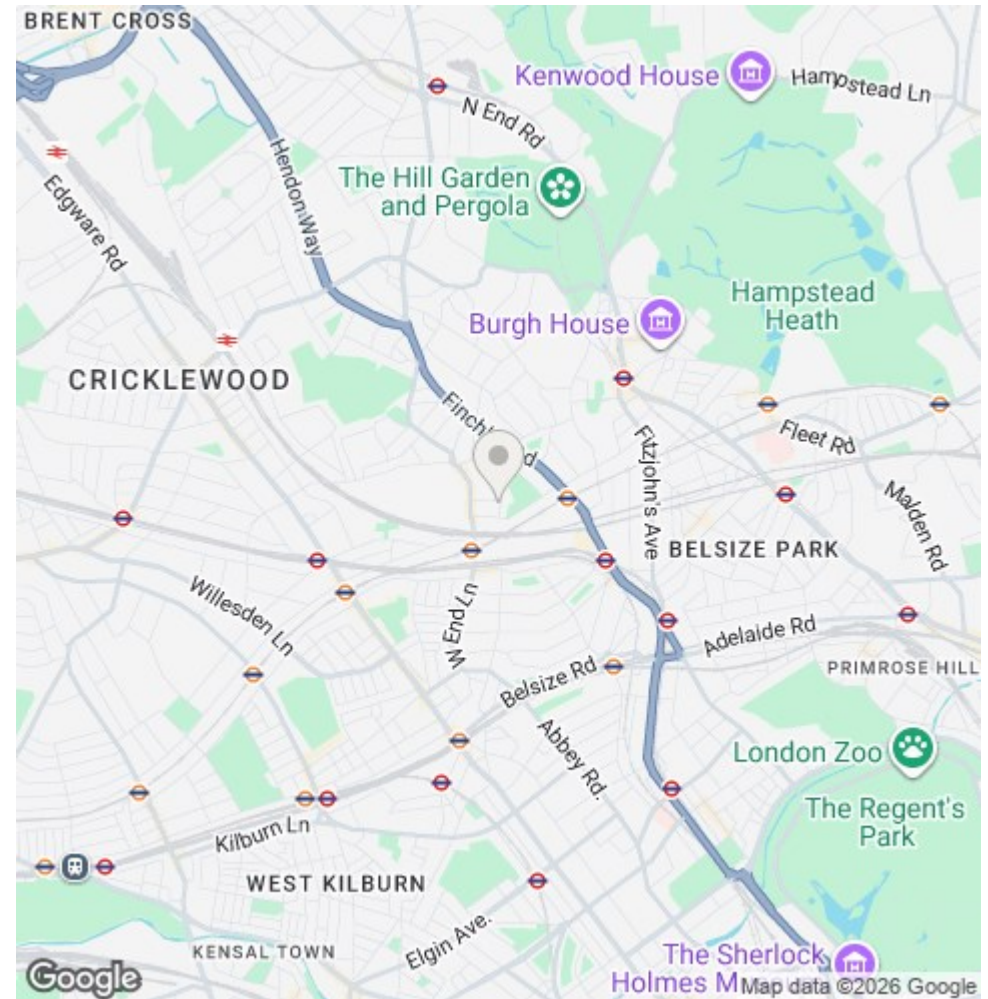 BRENT CROSS
Kenwood House
Hampstead Ln
N End Rd
Hendon Way
The Hill Garden
and Pergola
Edgware Rd
Hampstead
Heath
Burgh House
CRICKLEWOOD
Finchl
d
Fitzjohn's Ave
Fleet Rd
Malden Rd
BELSIZE PARK
Willesden Ln
W End Ln
Adelaide Rd
PRIMROSE HILL
Belsize Rd
Abbey Rd.
London Zoo
The Regent's
Park
Kilburn Ln
WEST KILBURN
Elgin Ave.
KENSAL TOWN
The Sherlock
Holmes M
Google
Map data ©2026 Google